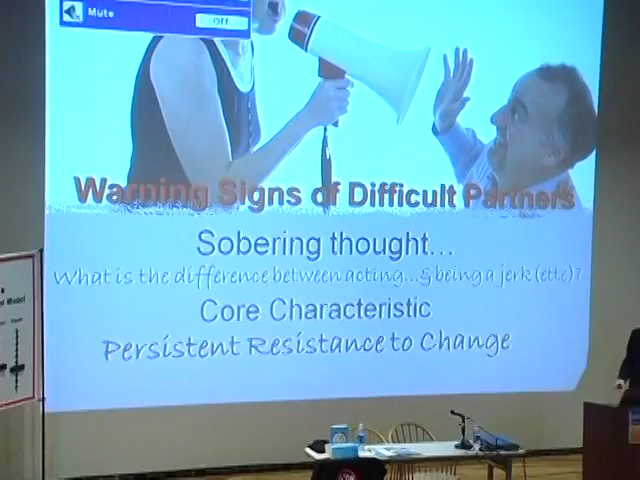 Mute
Off
Warning Signs of Difficult Partners
Sobering thought...
What is the difference between acting...& being a jerk (ette)?
Core Characteristic
Persistent Resistance to Change